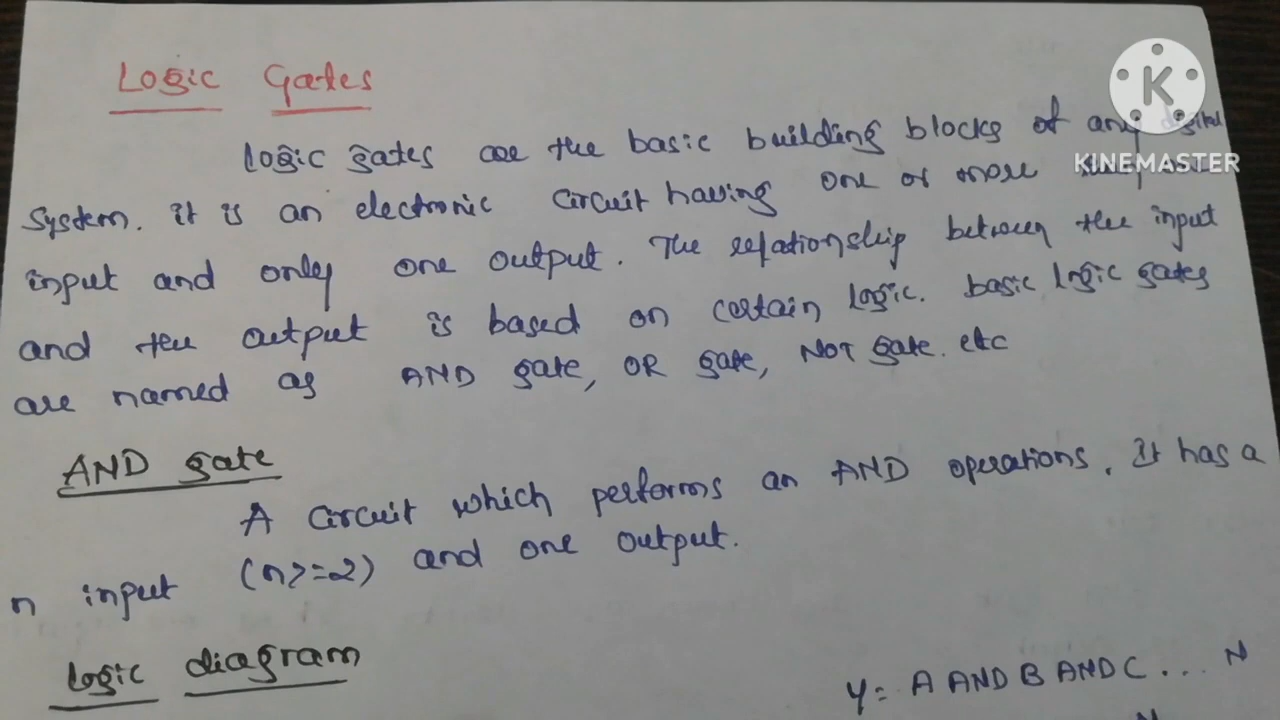 Logic Gates
K
KINEMASTER
Logic gates are the basic building blocks of any digital
System. it is an electronic circuit having one or more
input and only one output. The relationship between the input
and the output is based on certain logic. basic logic gates
are named as AND gate, OR gate, NOT gate. etc
AND gate
A circuit which performs an AND operations. It has a
n input (n>=2) and one output.
Logic diagram
Y= A AND B AND C ... N